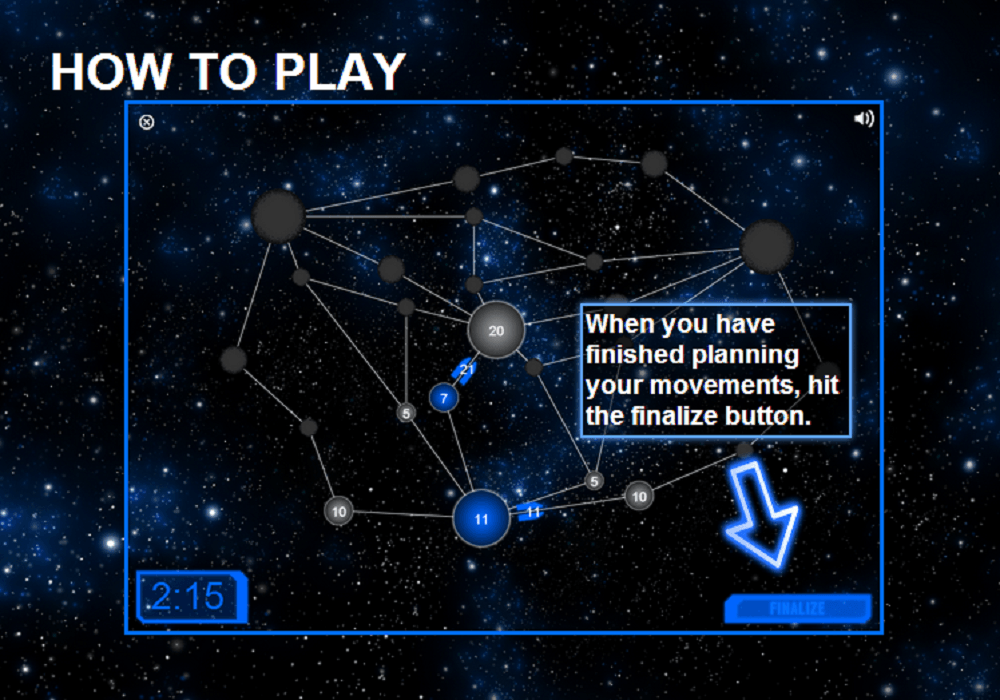 HOW TO PLAY
20
When you have
finished planning
your movements, hit
the finalize button.
21
7
5
5
10
10
11
11
2:15
FINALIZE